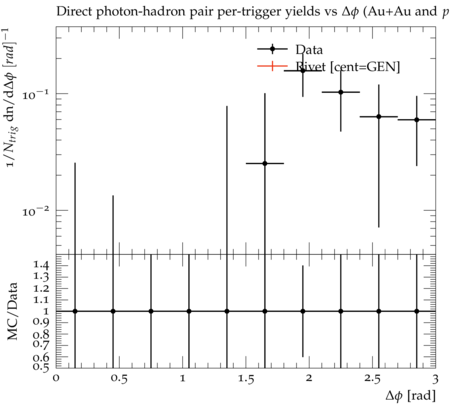 Direct photon-hadron pair per-trigger yields vs Δϕ (Au+Au and p
Data
Rivet [cent=GEN]
1/N_trig dn/dΔϕ [rad]⁻¹
10⁻¹
10⁻²
MC/Data
1.4
1.3
1.2
1.1
1
0.9
0.8
0.7
0.6
0.5
0 0.5 1 1.5 2 2.5 3
Δϕ [rad]